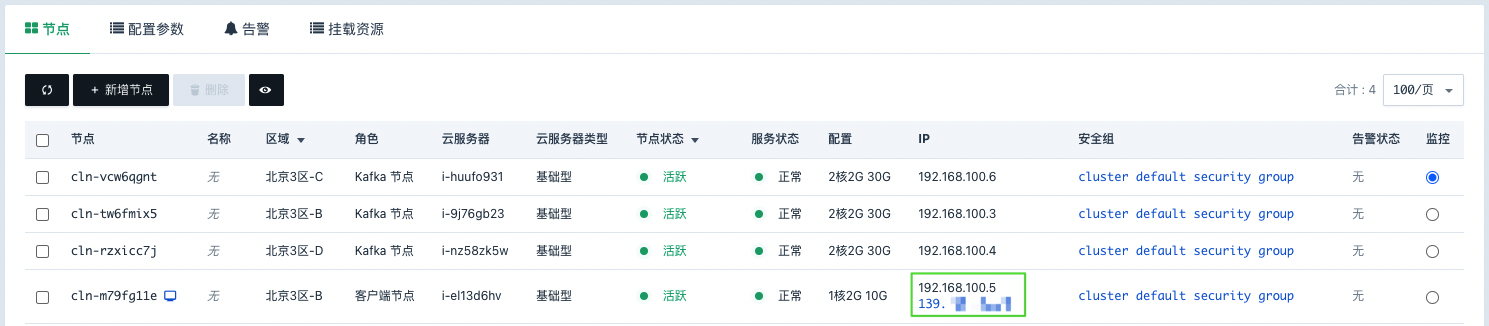 节点 配置参数 告警 挂载资源
+ 新增节点 删除 合计 : 4 100/页
节点 名称 区域 角色 云服务器 云服务器类型 节点状态 服务状态 配置 IP 安全组 告警状态 监控
cln-vcw6qgnt 无 北京3区-C Kafka 节点 i-huufo931 基础型 活跃 正常 2核2G 30G 192.168.100.6 cluster default security group 无
cln-tw6fmix5 无 北京3区-B Kafka 节点 i-9j76gb23 基础型 活跃 正常 2核2G 30G 192.168.100.3 cluster default security group 无
cln-rzxicc7j 无 北京3区-D Kafka 节点 i-nz58zk5w 基础型 活跃 正常 2核2G 30G 192.168.100.4 cluster default security group 无
cln-m79fg11e 无 北京3区-B 客户端节点 i-el13d6hv 基础型 活跃 正常 1核2G 10G 192.168.100.5 cluster default security group 无
139.